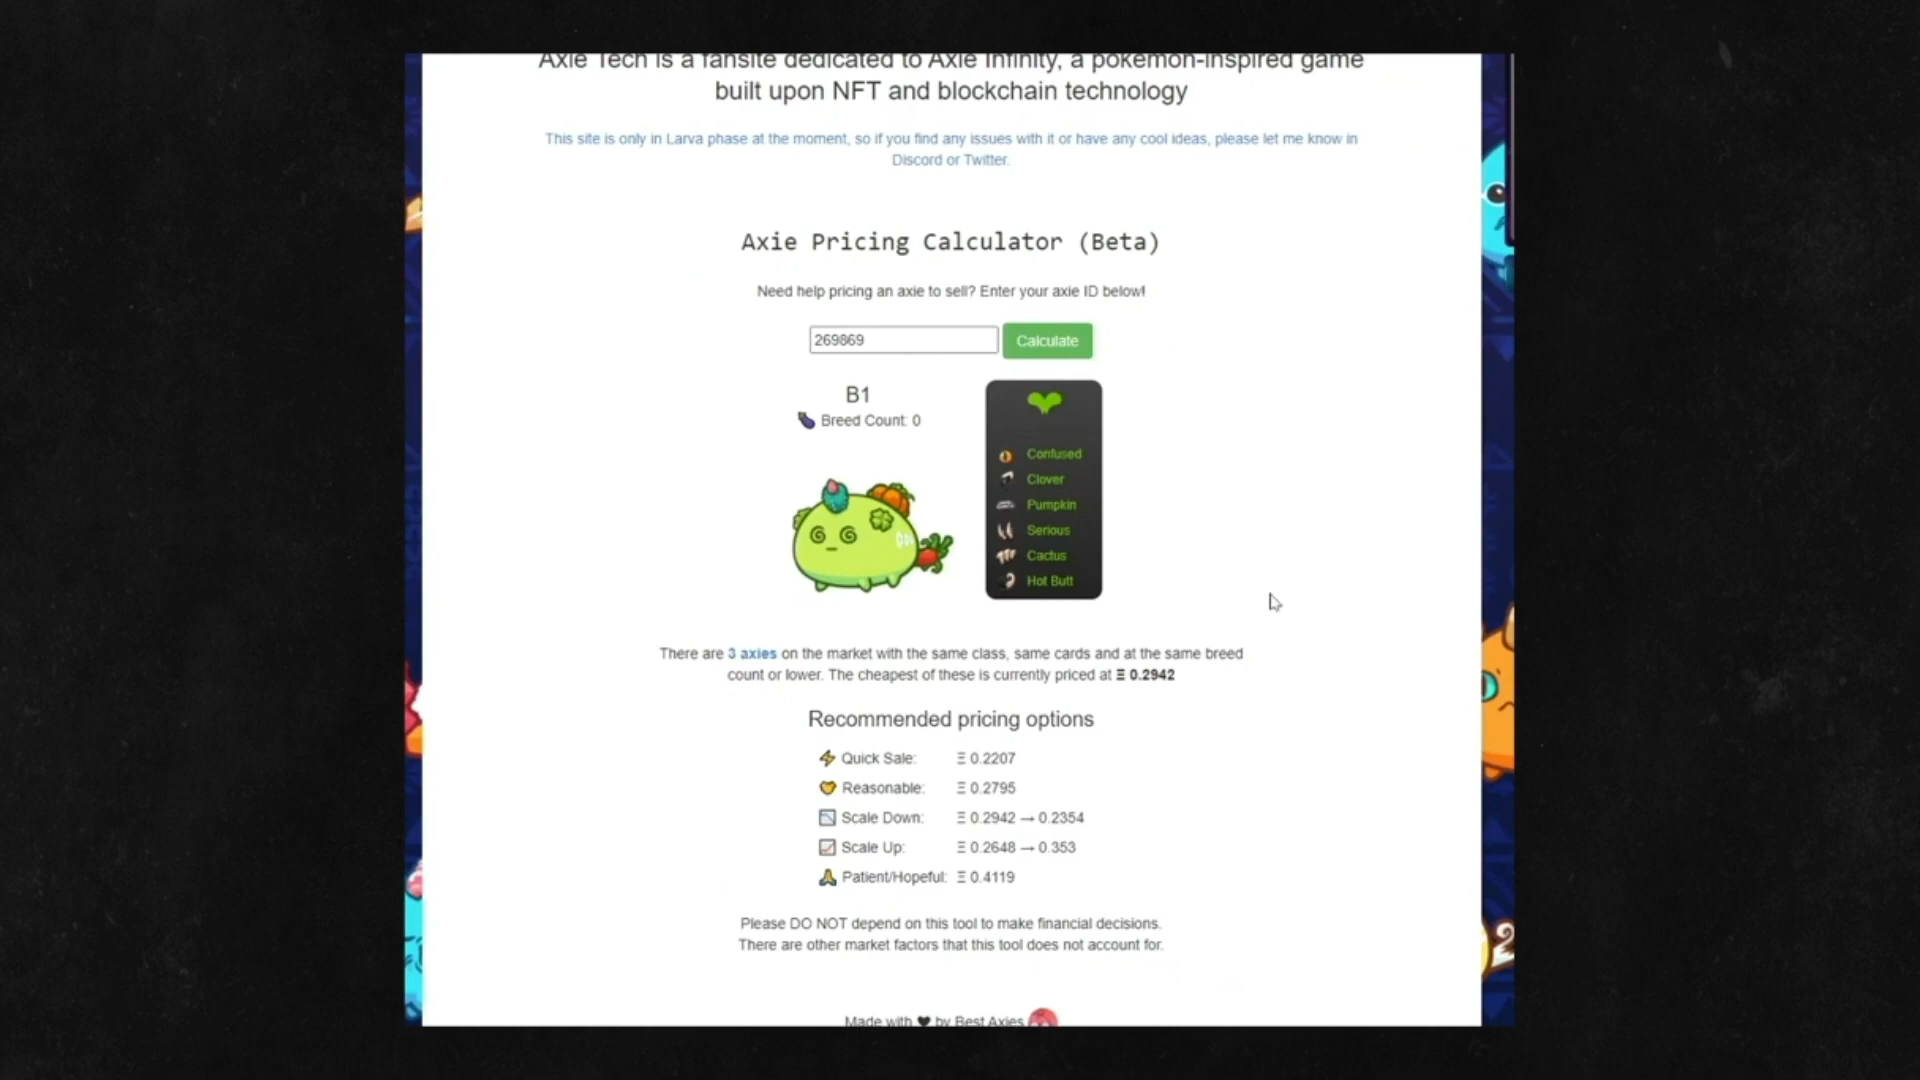 Axie Tech is a fansite dedicated to Axie Infinity, a pokemon-inspired game
built upon NFT and blockchain technology
This site is only in Larva phase at the moment, so if you find any issues with it or have any cool ideas, please let me know in
Discord or Twitter.
Axie Pricing Calculator (Beta)
Need help pricing an axie to sell? Enter your axie ID below!
269869 Calculate
B1
Breed Count: 0
Confused
Clover
Pumpkin
Serious
Cactus
Hot Butt
There are 3 axies on the market with the same class, same cards and at the same breed
count or lower. The cheapest of these is currently priced at Ξ 0.2942
Recommended pricing options
Quick Sale: Ξ 0.2207
Reasonable: Ξ 0.2795
Scale Down: Ξ 0.2942 → 0.2354
Scale Up: Ξ 0.2648 → 0.353
Patient/Hopeful: Ξ 0.4119
Please DO NOT depend on this tool to make financial decisions.
There are other market factors that this tool does not account for.
Made with ♥ by Best Axies